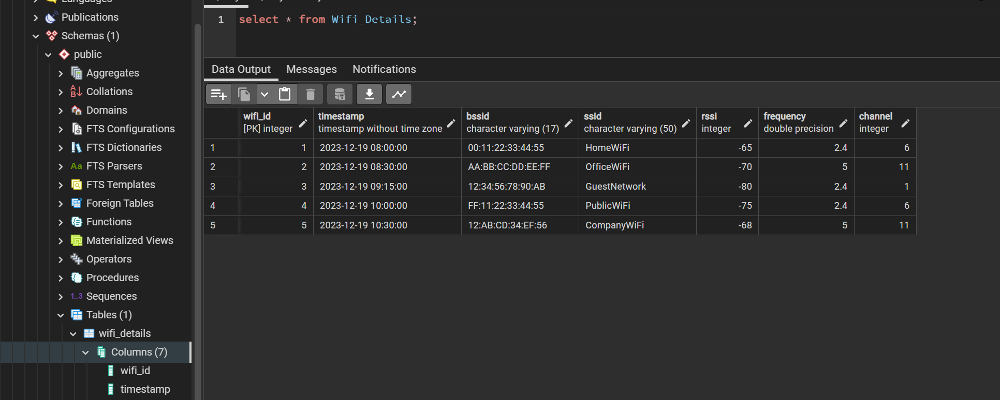 Languages
Publications
Schemas (1)
public
Aggregates
Collations
Domains
FTS Configurations
FTS Dictionaries
Aa FTS Parsers
FTS Templates
Foreign Tables
Functions
Materialized Views
Operators
Procedures
1..3 Sequences
Tables (1)
wifi_details
Columns (7)
wifi_id
timestamp
1 select * from Wifi_Details;
Data Output Messages Notifications
wifi_id timestamp bssid ssid rssi frequency channel
[PK] integer timestamp without time zone character varying (17) character varying (50) integer double precision integer
1 1 2023-12-19 08:00:00 00:11:22:33:44:55 HomeWiFi -65 2.4 6
2 2 2023-12-19 08:30:00 AA:BB:CC:DD:EE:FF OfficeWiFi -70 5 11
3 3 2023-12-19 09:15:00 12:34:56:78:90:AB GuestNetwork -80 2.4 1
4 4 2023-12-19 10:00:00 FF:11:22:33:44:55 PublicWiFi -75 2.4 6
5 5 2023-12-19 10:30:00 12:AB:CD:34:EF:56 CompanyWiFi -68 5 11